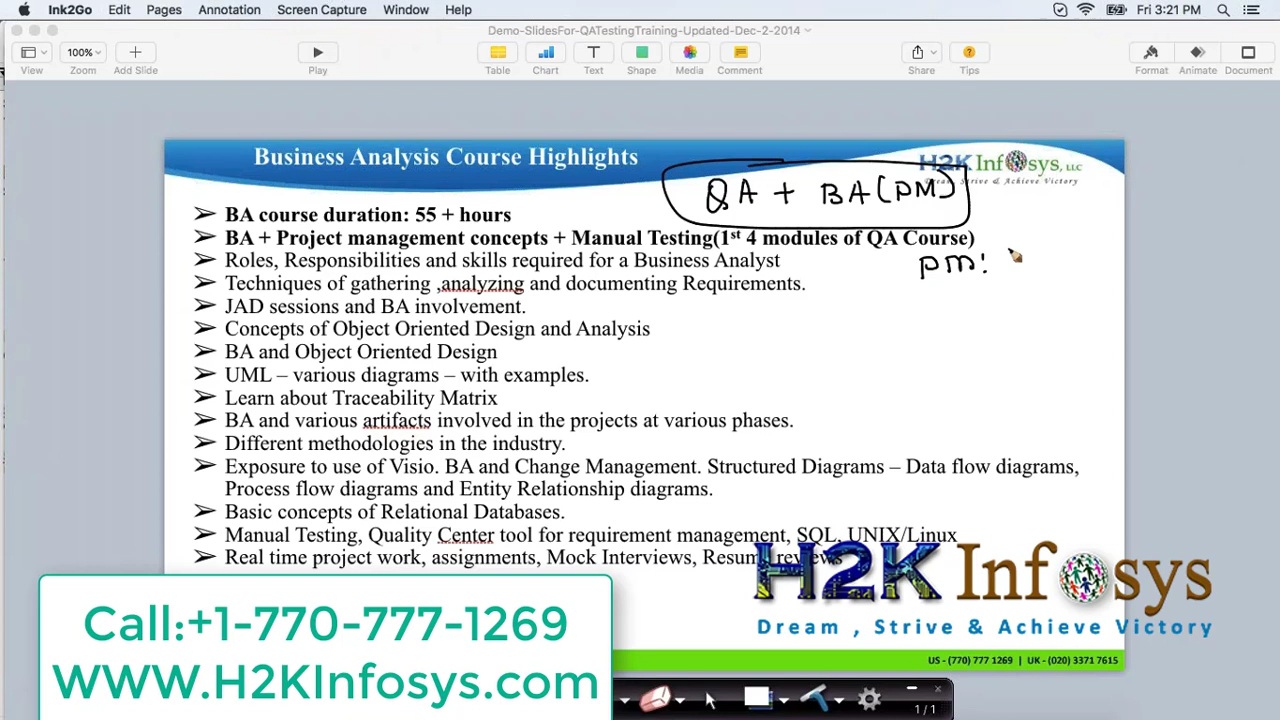 Ink2Go Edit Pages Annotation Screen Capture Window Help Fri 3:21 PM
Demo-SlidesFor-QATestingTraining-Updated-Dec-2-2014
100%
View Zoom Add Slide Play Table Chart Text Shape Media Comment Share Tips Format Animate Document
Business Analysis Course Highlights
H2K Infosys, LLC
Dream, Strive & Achieve Victory
QA + BA(PM)
➢ BA course duration: 55 + hours
➢ BA + Project management concepts + Manual Testing(1st 4 modules of QA Course)
➢ Roles, Responsibilities and skills required for a Business Analyst
pm:
➢ Techniques of gathering ,analyzing and documenting Requirements.
➢ JAD sessions and BA involvement.
➢ Concepts of Object Oriented Design and Analysis
➢ BA and Object Oriented Design
➢ UML – various diagrams – with examples.
➢ Learn about Traceability Matrix
➢ BA and various artifacts involved in the projects at various phases.
➢ Different methodologies in the industry.
➢ Exposure to use of Visio. BA and Change Management. Structured Diagrams – Data flow diagrams,
Process flow diagrams and Entity Relationship diagrams.
➢ Basic concepts of Relational Databases.
➢ Manual Testing, Quality Center tool for requirement management, SQL, UNIX/Linux
➢ Real time project work, assignments, Mock Interviews, Resume reviews
H2K Infosys
Dream , Strive & Achieve Victory
Call:+1-770-777-1269
WWW.H2KInfosys.com
US - (770) 777 1269 | UK - (020) 3371 7615
1 / 1